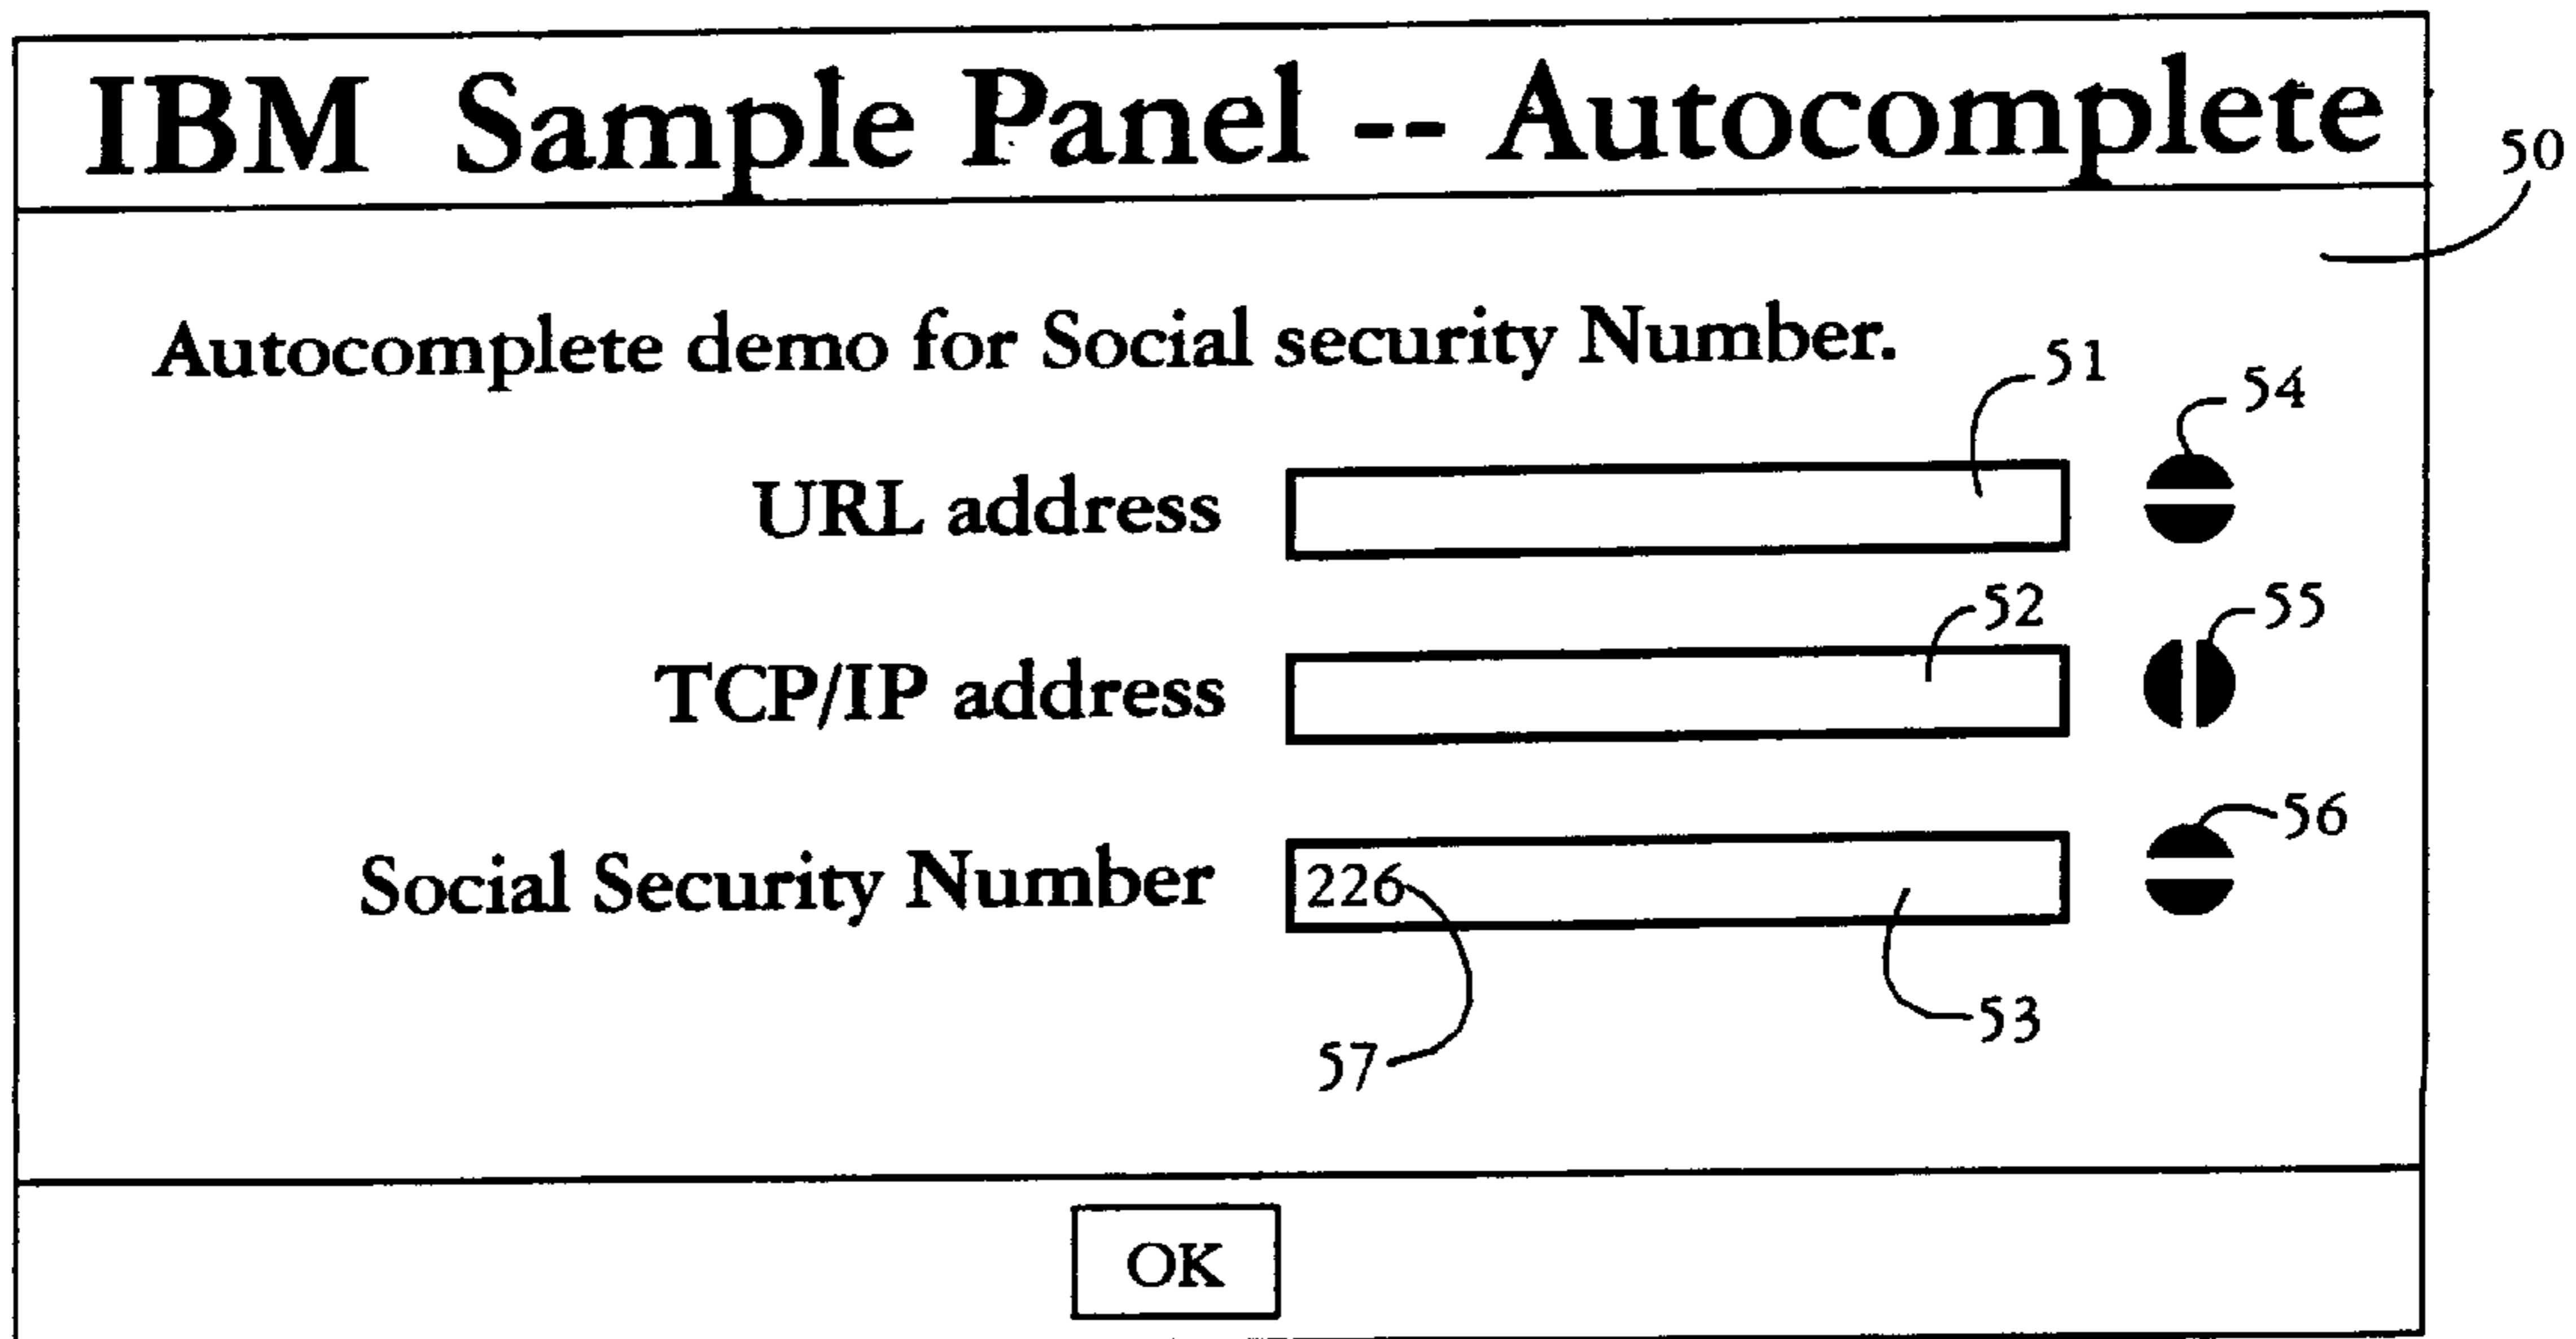 IBM Sample Panel -- Autocomplete
50
Autocomplete demo for Social security Number.
51
54
URL address
52
55
TCP/IP address
56
Social Security Number 226
53
57
OK